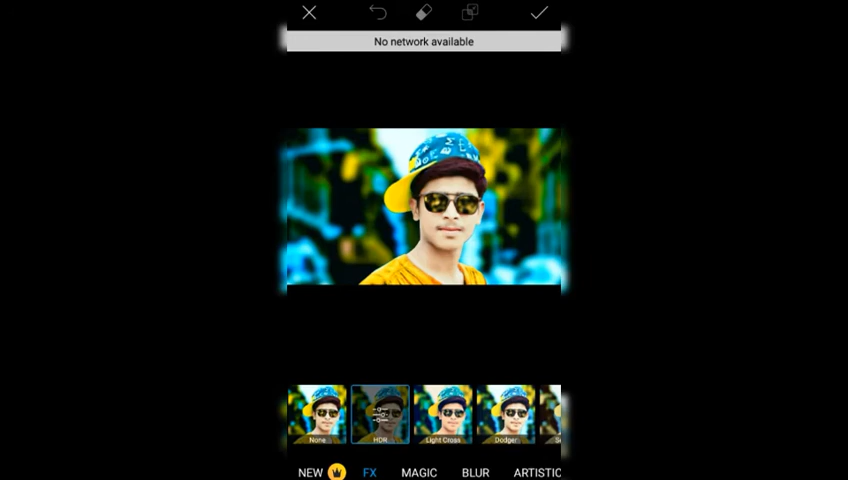 No network available
None
HDR
Light Cross
Dodger
NEW
FX
MAGIC
BLUR
ARTISTIC